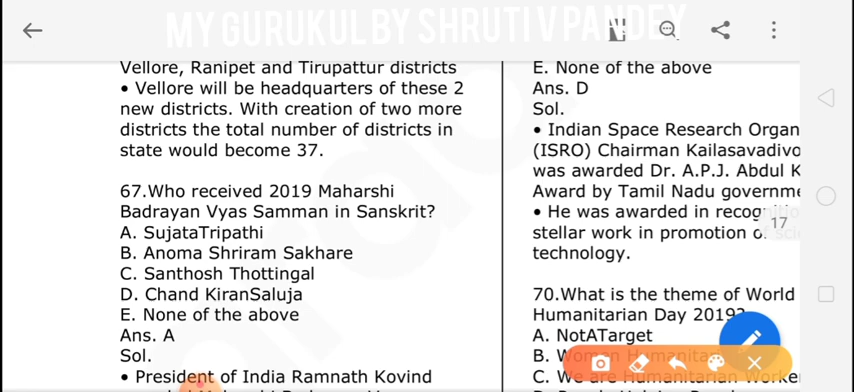 MY GURUKUL BY SHRUTI V PANDEY
Vellore, Ranipet and Tirupattur districts
• Vellore will be headquarters of these 2
new districts. With creation of two more
districts the total number of districts in
state would become 37.
67.Who received 2019 Maharshi
Badrayan Vyas Samman in Sanskrit?
A. SujataTripathi
B. Anoma Shriram Sakhare
C. Santhosh Thottingal
D. Chand KiranSaluja
E. None of the above
Ans. A
Sol.
• President of India Ramnath Kovind
E. None of the above
Ans. D
Sol.
• Indian Space Research Organ
(ISRO) Chairman Kailasavadivo
was awarded Dr. A.P.J. Abdul K
Award by Tamil Nadu governme
• He was awarded in recognitio
stellar work in promotion of sci
technology.
17
70.What is the theme of World
Humanitarian Day 2019?
A. NotATarget
B. Women Humanita
C. We are Humanitarian Worke